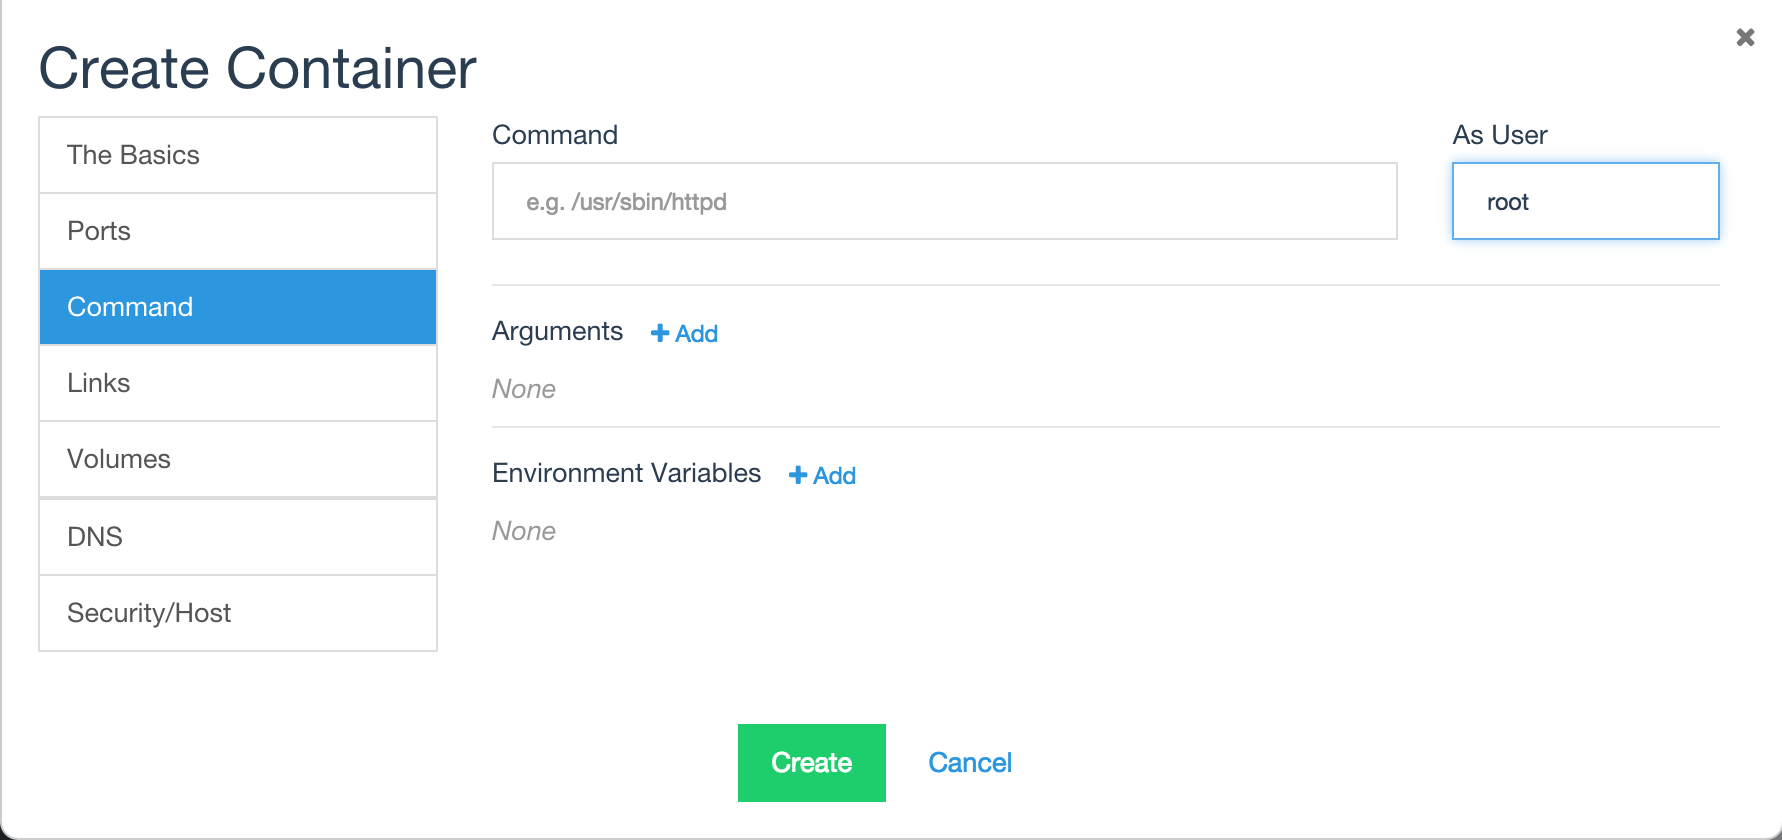 Create Container
The Basics
Ports
Command
Links
Volumes
DNS
Security/Host
Command
As User
e.g. /usr/sbin/httpd
root
Arguments
Add
None
Environment Variables
Add
None
Create
Cancel